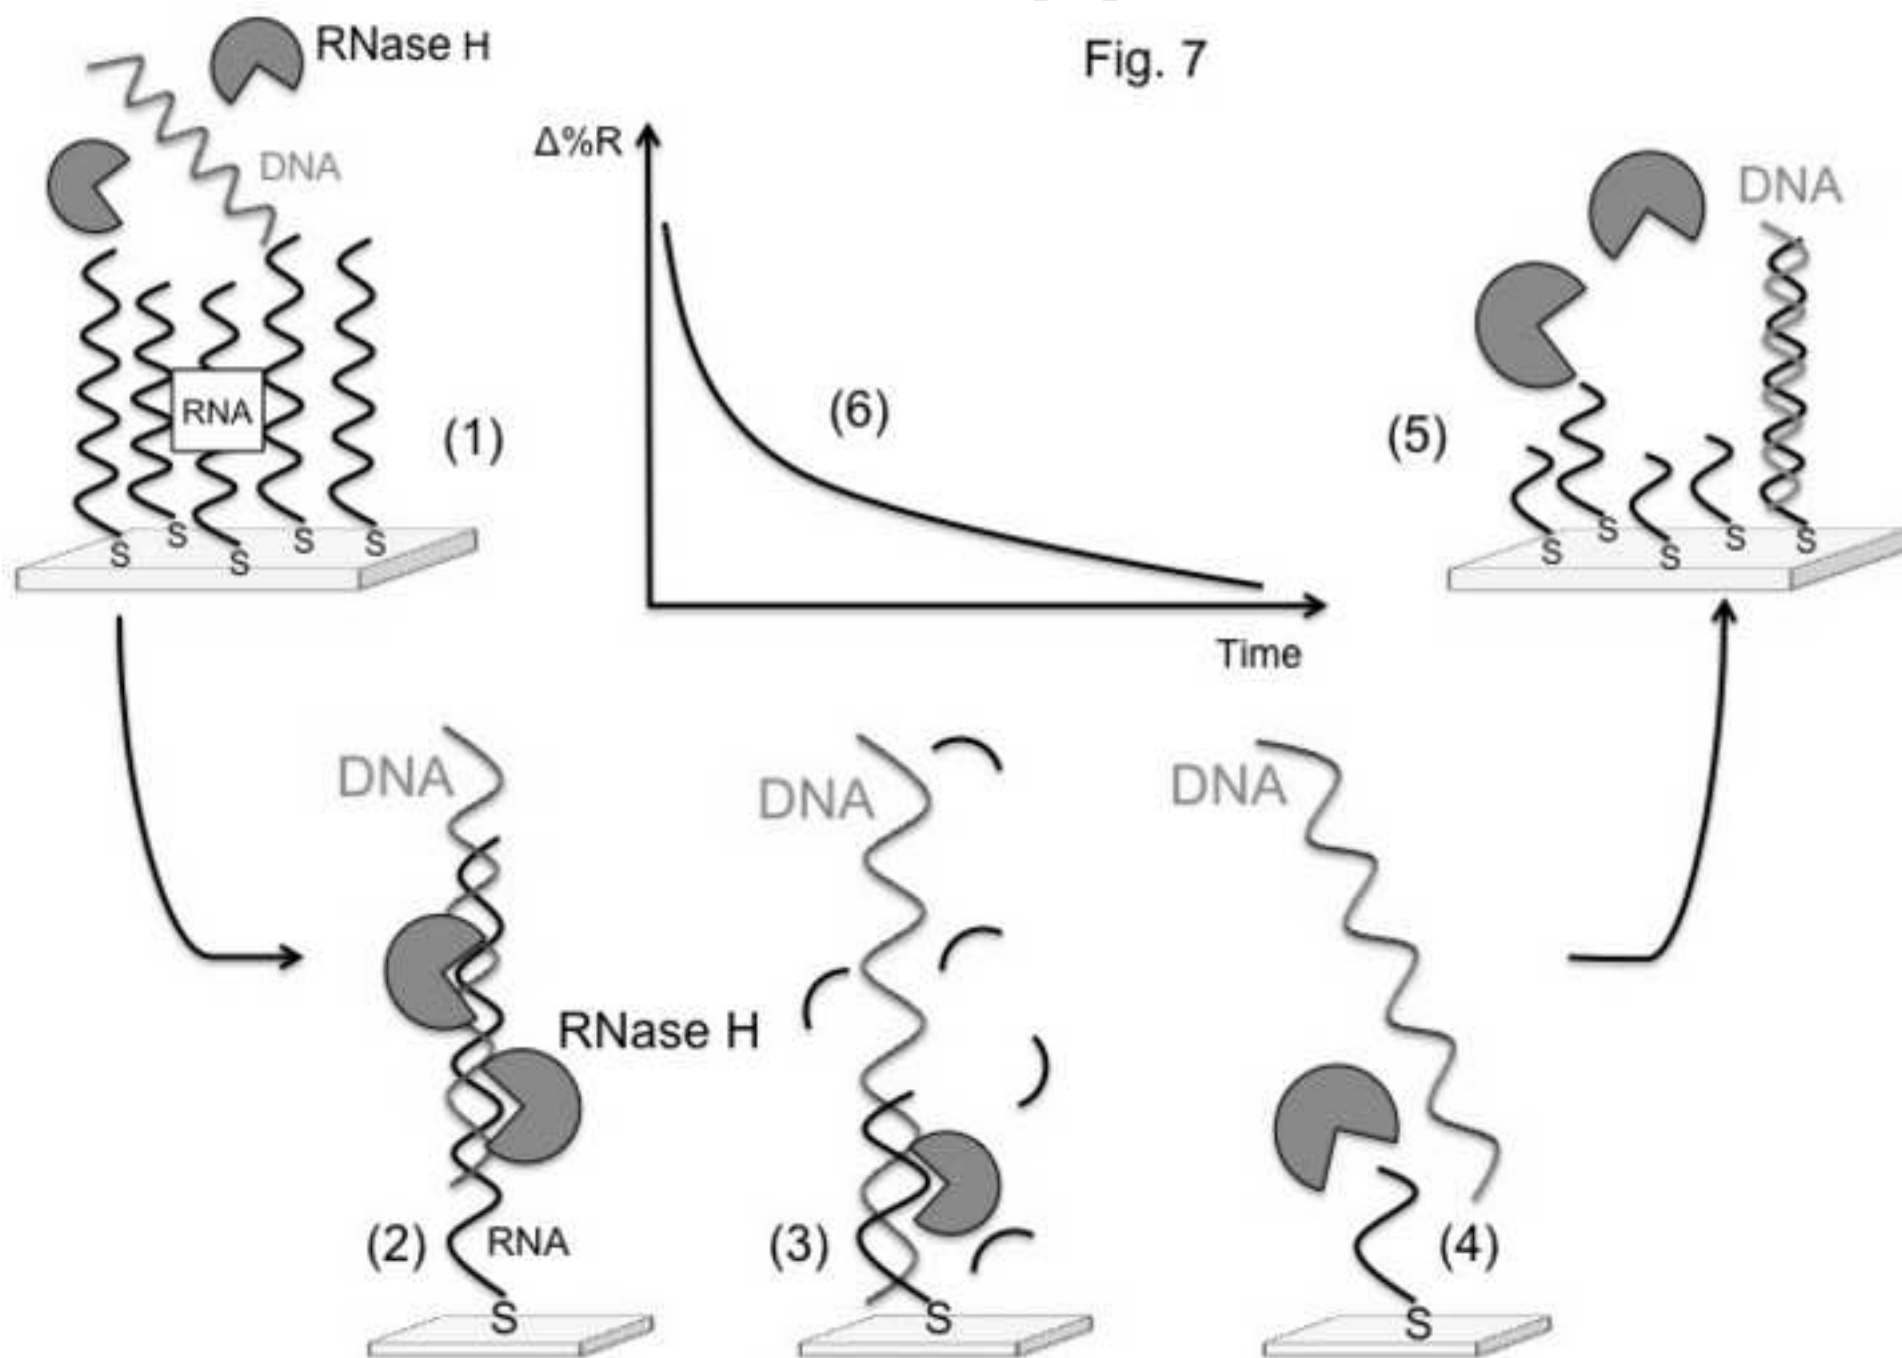 RNase H
Fig. 7
DNA
Δ%R
DNA
RNA
(1)
(6)
(5)
S S S S S
S S S S S
Time
DNA
DNA
DNA
RNase H
(2)
RNA
(3)
(4)
S
S
S